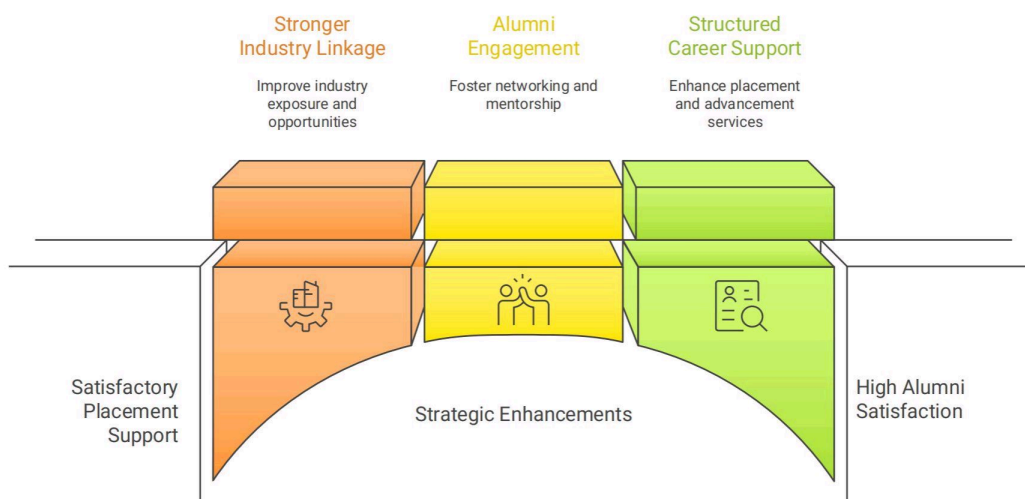 Stronger
Industry Linkage
Improve industry
exposure and
opportunities
Alumni
Engagement
Foster networking and
mentorship
Structured
Career Support
Enhance placement
and advancement
services
Satisfactory
Placement
Support
Strategic Enhancements
High Alumni
Satisfaction